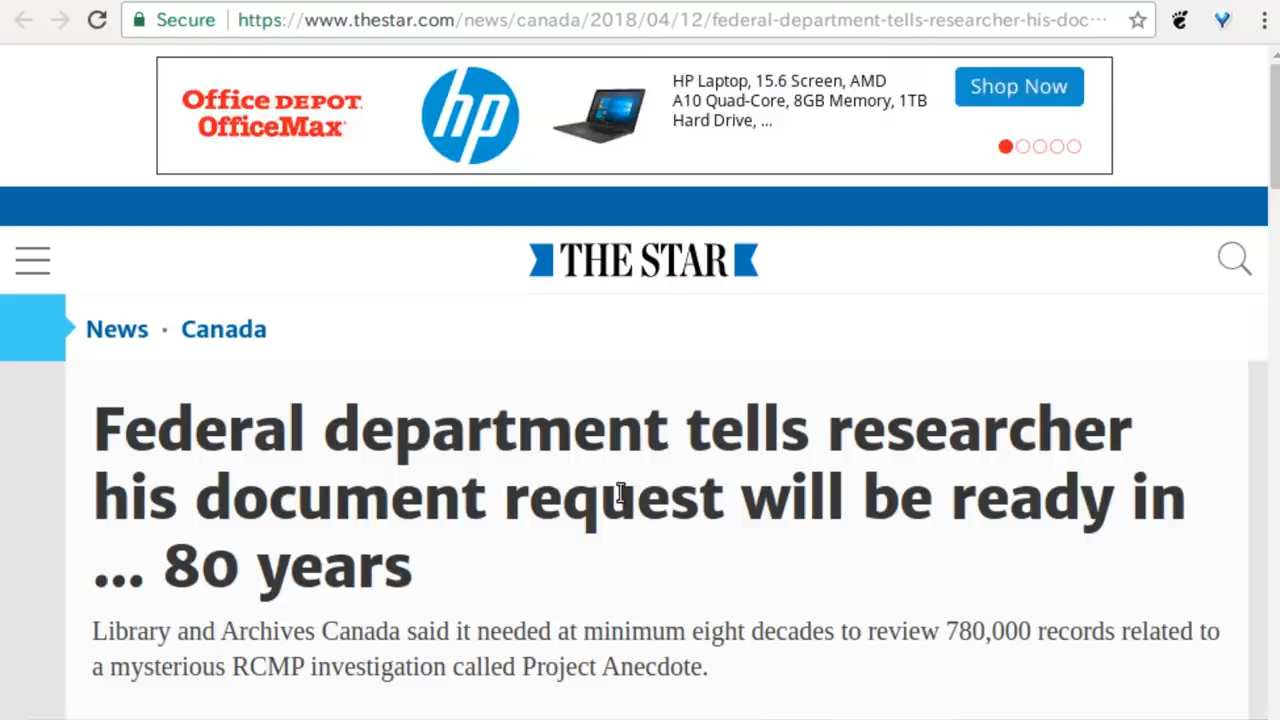 Secure https://www.thestar.com/news/canada/2018/04/12/federal-department-tells-researcher-his-doc···
Office DEPOT.
OfficeMax
hp
HP Laptop, 15.6 Screen, AMD
A10 Quad-Core, 8GB Memory, 1TB
Hard Drive, ...
Shop Now
THE STAR
News · Canada
Federal department tells researcher
his document request will be ready in
... 80 years
Library and Archives Canada said it needed at minimum eight decades to review 780,000 records related to
a mysterious RCMP investigation called Project Anecdote.